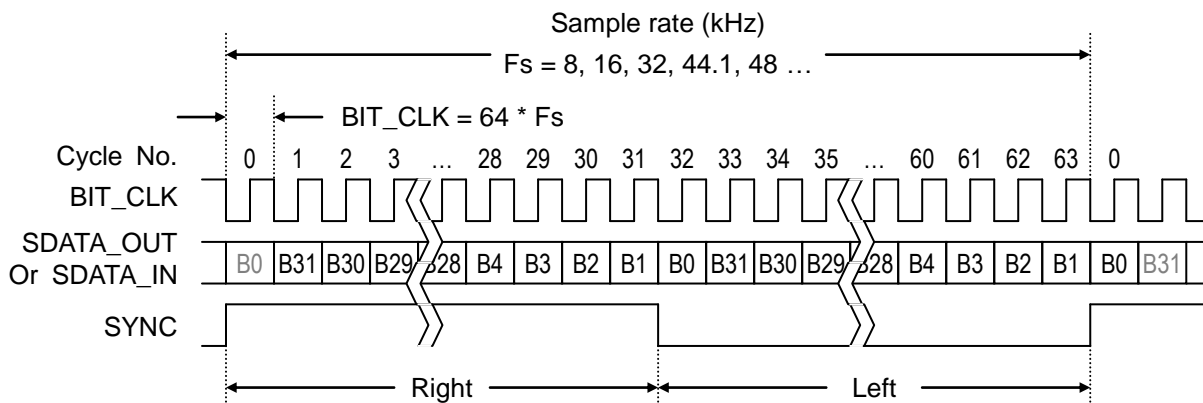 Sample rate (kHz)
Fs = 8, 16, 32, 44.1, 48 ...
BIT_CLK = 64 * Fs
Cycle No. 0 1 2 3 ... 28 29 30 31 32 33 34 35 ... 60 61 62 63 0
BIT_CLK
SDATA_OUT
Or SDATA_IN
B0 B31 B30 B29 B28 B4 B3 B2 B1 B0 B31 B30 B29 B28 B4 B3 B2 B1 B0 B31
SYNC
Right Left